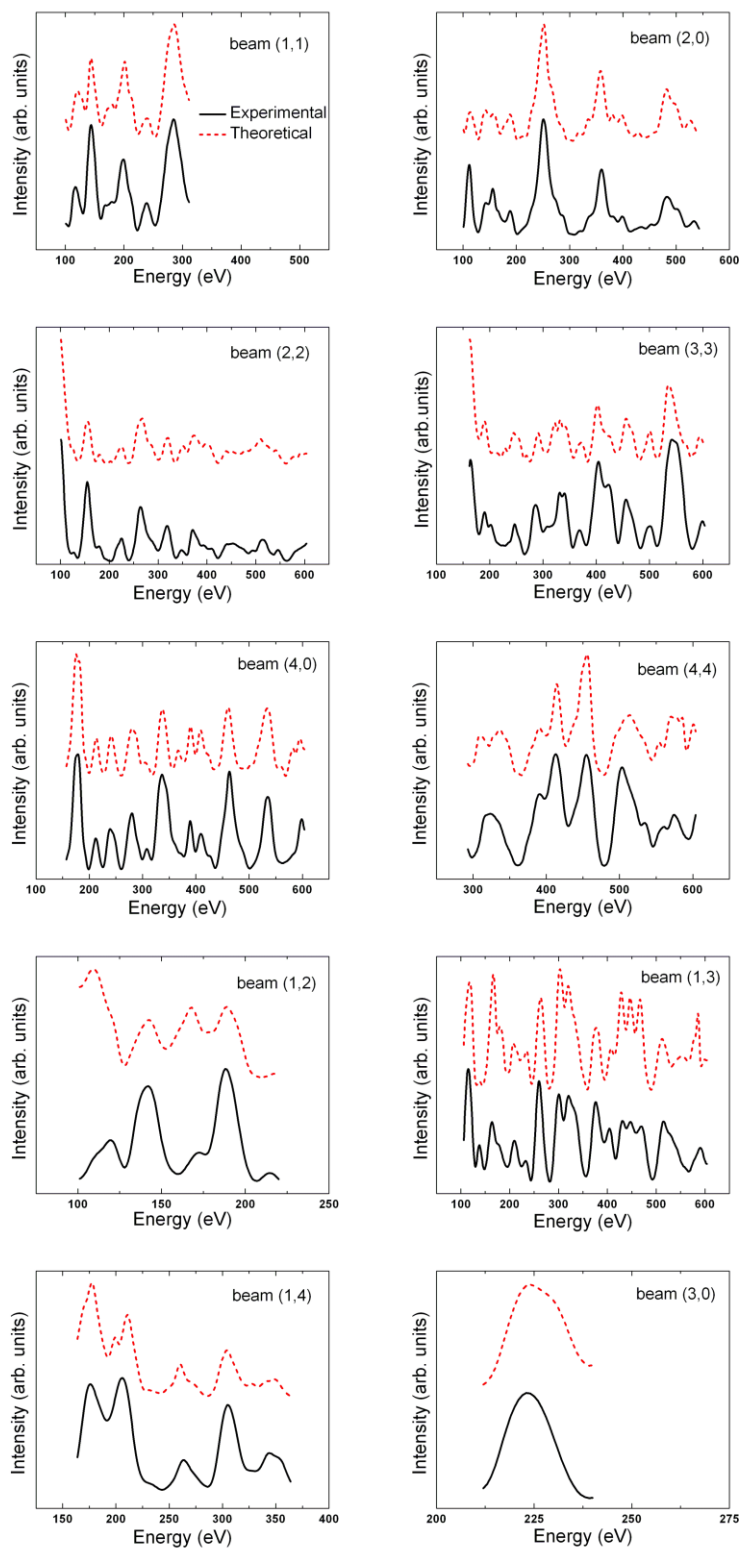 beam (1,1)
Experimental
Theoretical
Intensity (arb. units)
100 200 300 400 500
Energy (eV)
beam (2,0)
Intensity (arb. units)
100 200 300 400 500 600
Energy (eV)
beam (2,2)
Intensity (arb. units)
100 200 300 400 500 600
Energy (eV)
beam (3,3)
Intensity (arb.units)
100 200 300 400 500 600
Energy (eV)
beam (4,0)
Intensity (arb. units)
100 200 300 400 500 600
Energy (eV)
beam (4,4)
Intensity (arb. units)
300 400 500 600
Energy (eV)
beam (1,2)
Intensity (arb. units)
100 150 200 250
Energy (eV)
beam (1,3)
Intensity (arb. units)
100 200 300 400 500 600
Energy (eV)
beam (1,4)
Intensity (arb. units)
150 200 250 300 350 400
Energy (eV)
beam (3,0)
Intensity (arb. units)
200 225 250 275
Energy (eV)